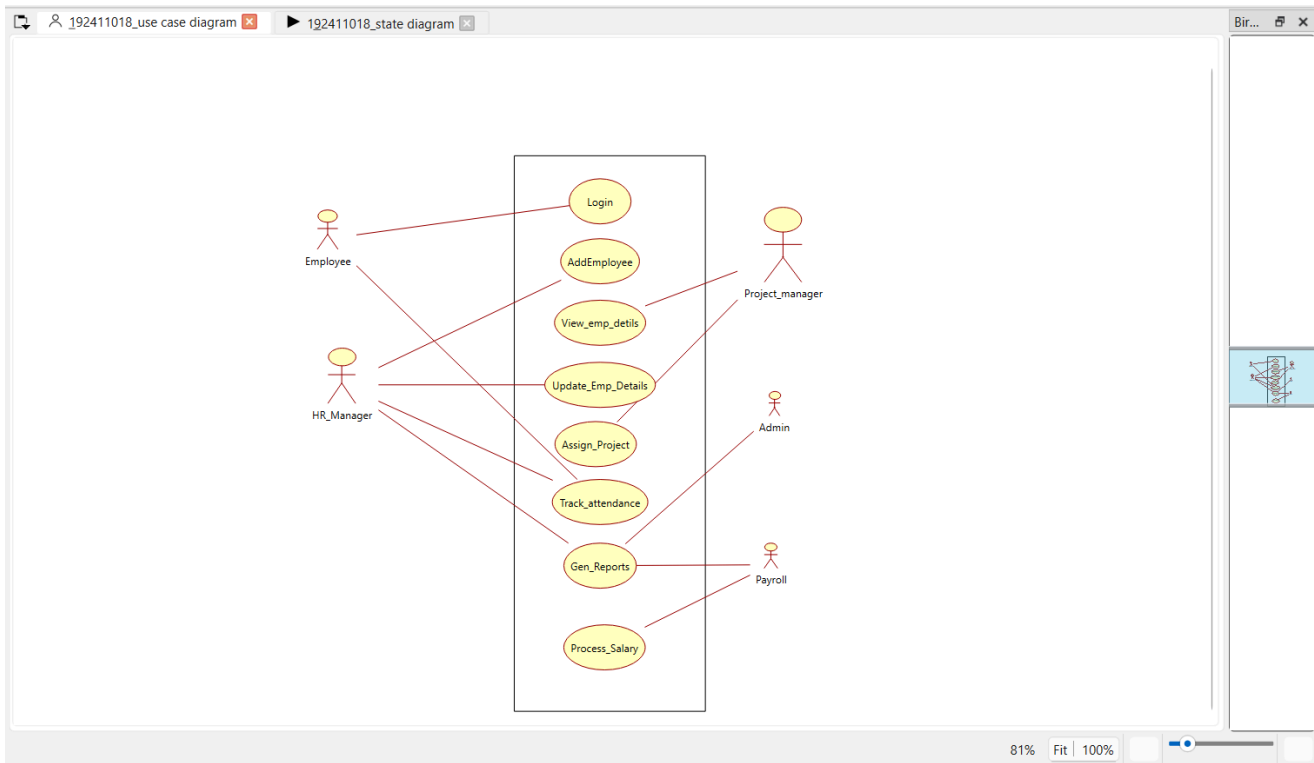 192411018_use case diagram
192411018_state diagram
Bir...
Login
Employee
AddEmployee
Project_manager
View_emp_detils
Update_Emp_Details
HR_Manager
Admin
Assign_Project
Track_attendance
Gen_Reports
Payroll
Process_Salary
81% Fit 100%